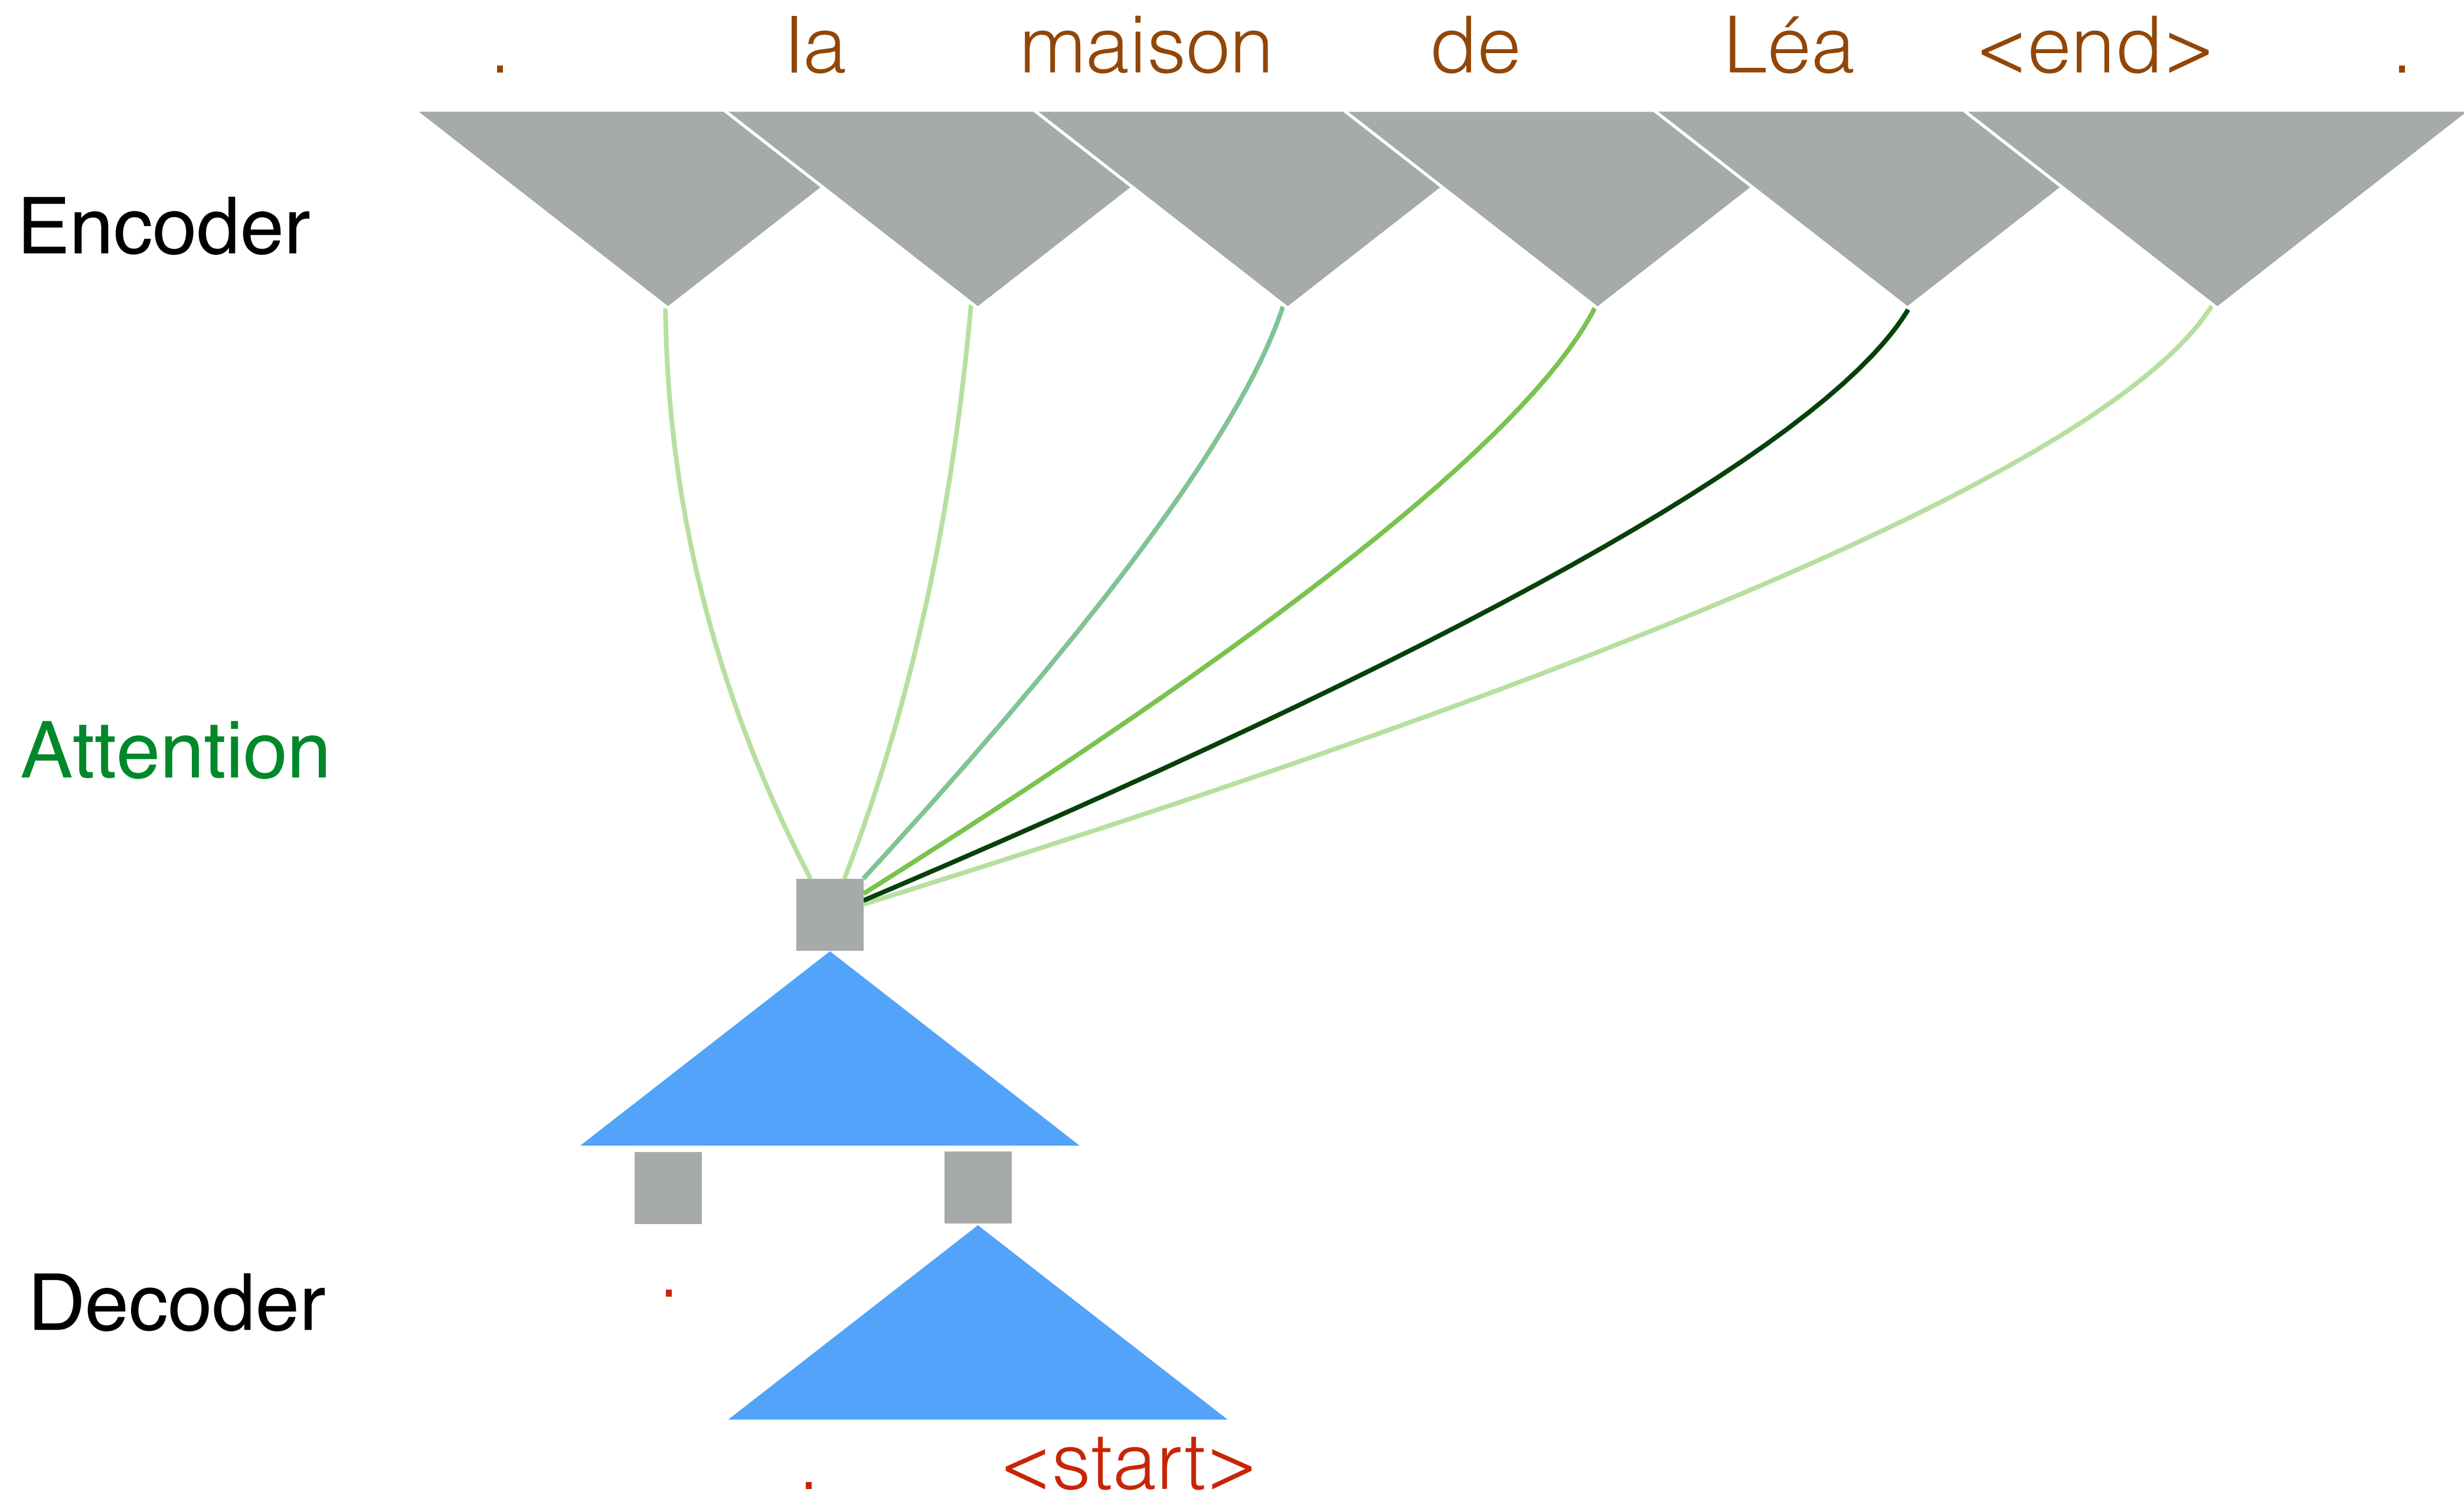 . la maison de Léa <end> .
Encoder
Attention
Decoder
.
. <start>